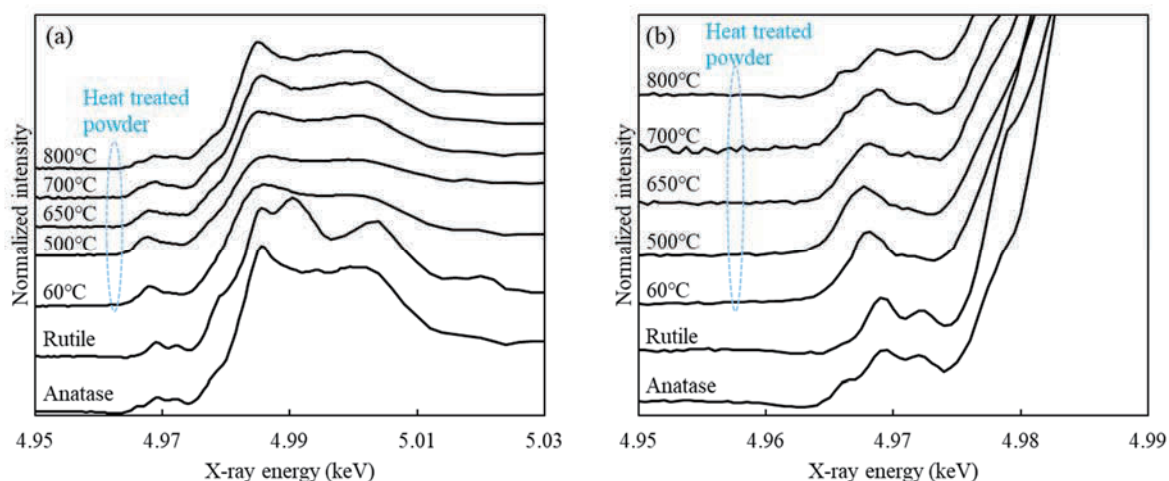 (a)
Heat treated
powder
800°C
700°C
650°C
500°C
60°C
Rutile
Anatase
Normalized intensity
4.95 4.97 4.99 5.01 5.03
X-ray energy (keV)
(b)
Heat treated
powder
800°C
700°C
650°C
500°C
60°C
Rutile
Anatase
Normalized intensity
4.95 4.96 4.97 4.98 4.99
X-ray energy (keV)